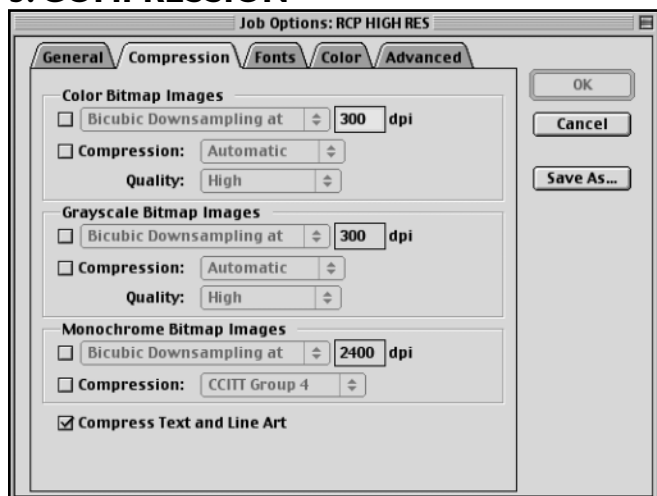 Job Options: RCP HIGH RES
General Compression Fonts Color Advanced
Color Bitmap Images
Bicubic Downsampling at 300 dpi
Compression: Automatic
Quality: High
Grayscale Bitmap Images
Bicubic Downsampling at 300 dpi
Compression: Automatic
Quality: High
Monochrome Bitmap Images
Bicubic Downsampling at 2400 dpi
Compression: CCITT Group 4
Compress Text and Line Art
OK
Cancel
Save As...